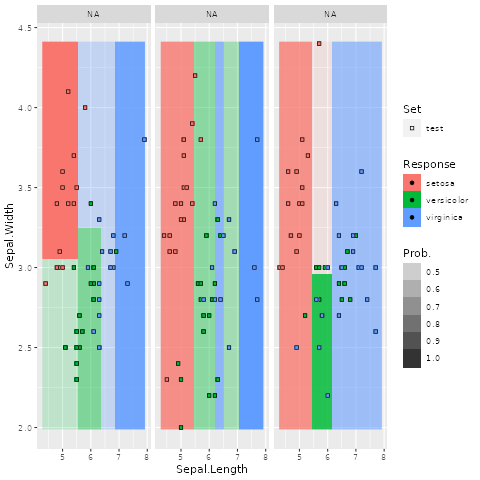 NA NA NA
4.5
4.0
3.5
3.0
2.5
2.0
Sepal.Width
5 6 7 8 5 6 7 8 5 6 7 8
Sepal.Length
Set
test
Response
setosa
versicolor
virginica
Prob.
0.5
0.6
0.7
0.8
0.9
1.0